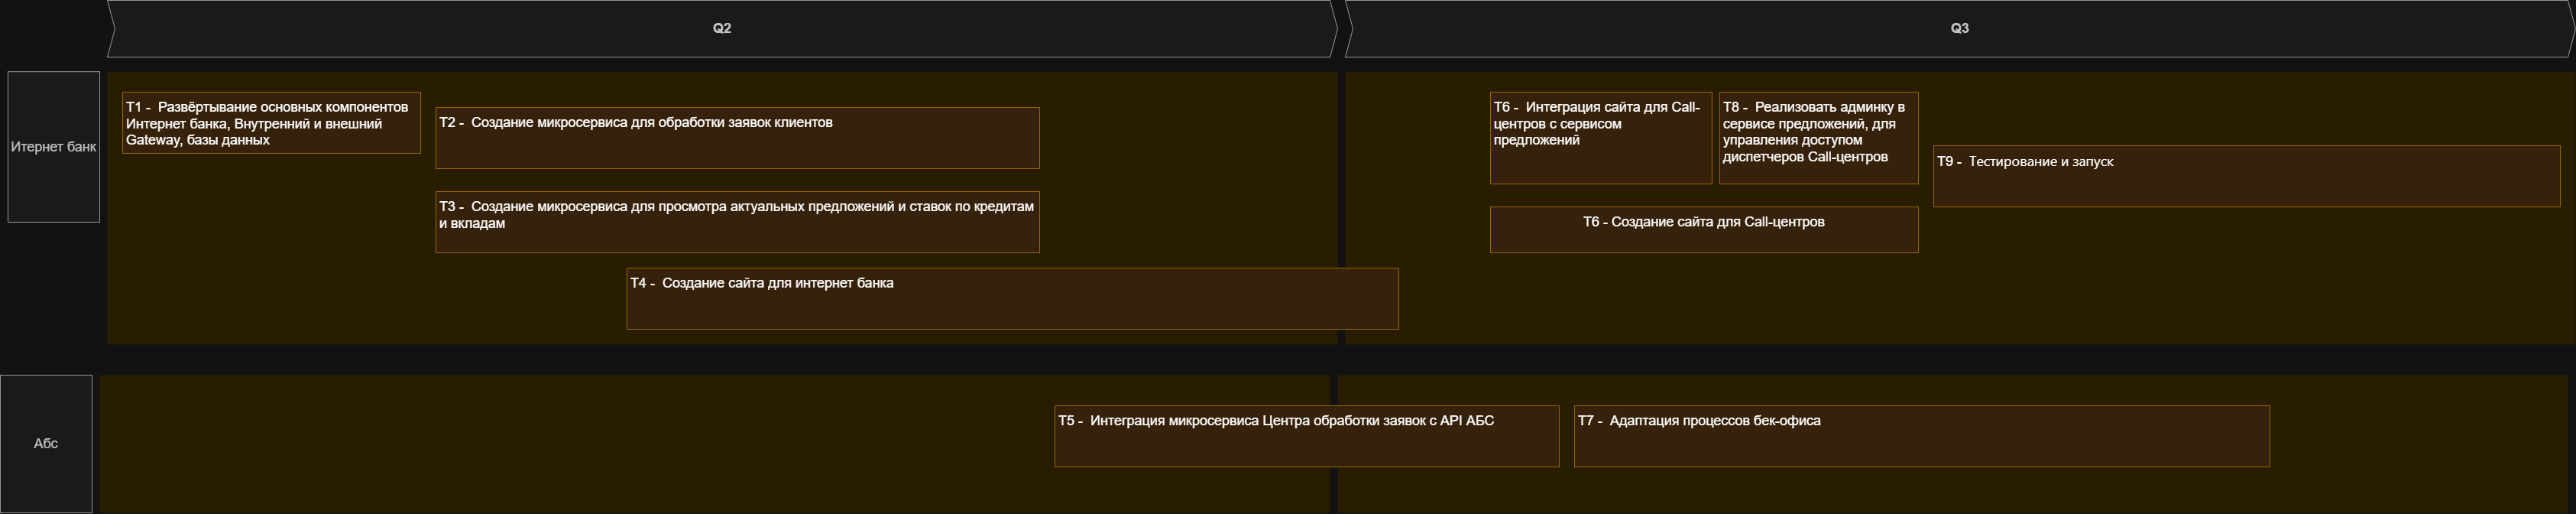 Q2
Q3
Итернет банк
T1 -  Развёртывание основных компонентов
Интернет банка, Внутренний и внешний
Gateway, базы данных
T2 -  Создание микросервиса для обработки заявок клиентов
T3 -  Создание микросервиса для просмотра актуальных предложений и ставок по кредитам
и вкладам
T4 -  Создание сайта для интернет банка
T6 -  Интеграция сайта для Call-
центров с сервисом
предложений
T8 -  Реализовать админку в
сервисе предложений, для
управления доступом
диспетчеров Call-центров
T9 -  Тестирование и запуск
T6 - Создание сайта для Call-центров
Абс
T5 -  Интеграция микросервиса Центра обработки заявок с API АБС
T7 -  Адаптация процессов бек-офиса